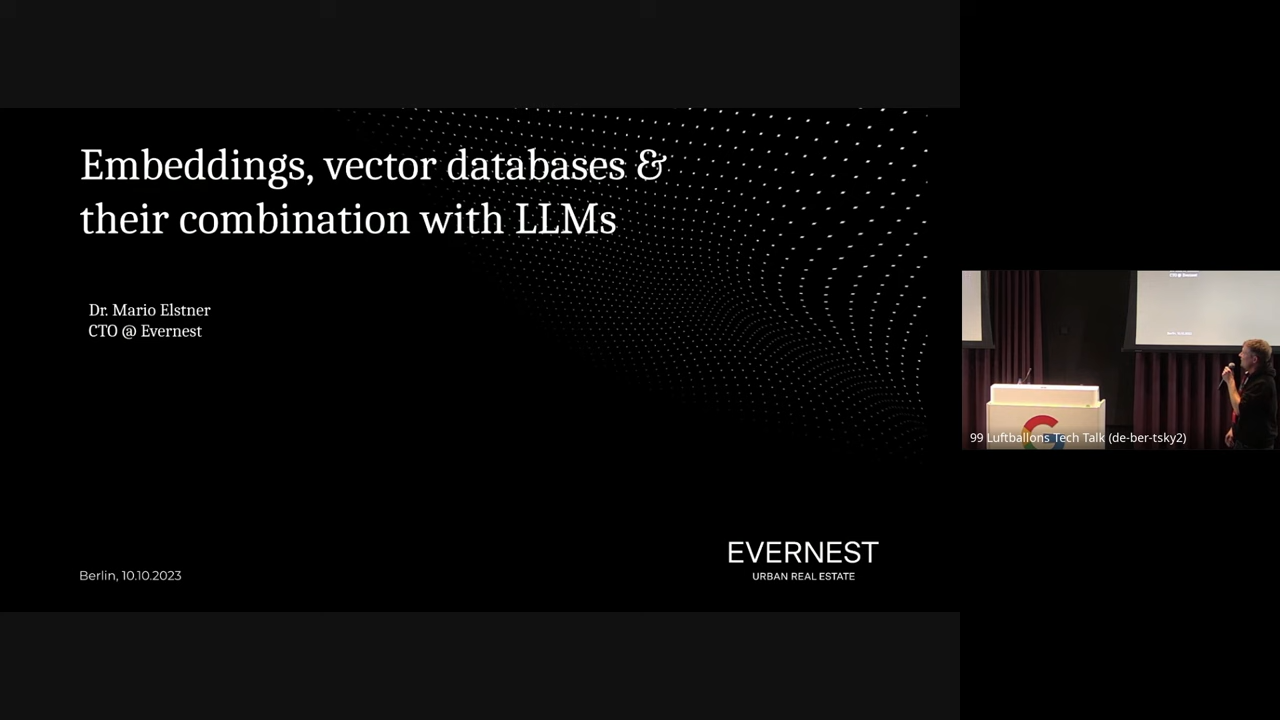 Embeddings, vector databases &
their combination with LLMs
Dr. Mario Elstner
CTO @ Evernest
Berlin, 10.10.2023
EVERNEST
URBAN REAL ESTATE
99 Luftballons Tech Talk (de-ber-tsky2)